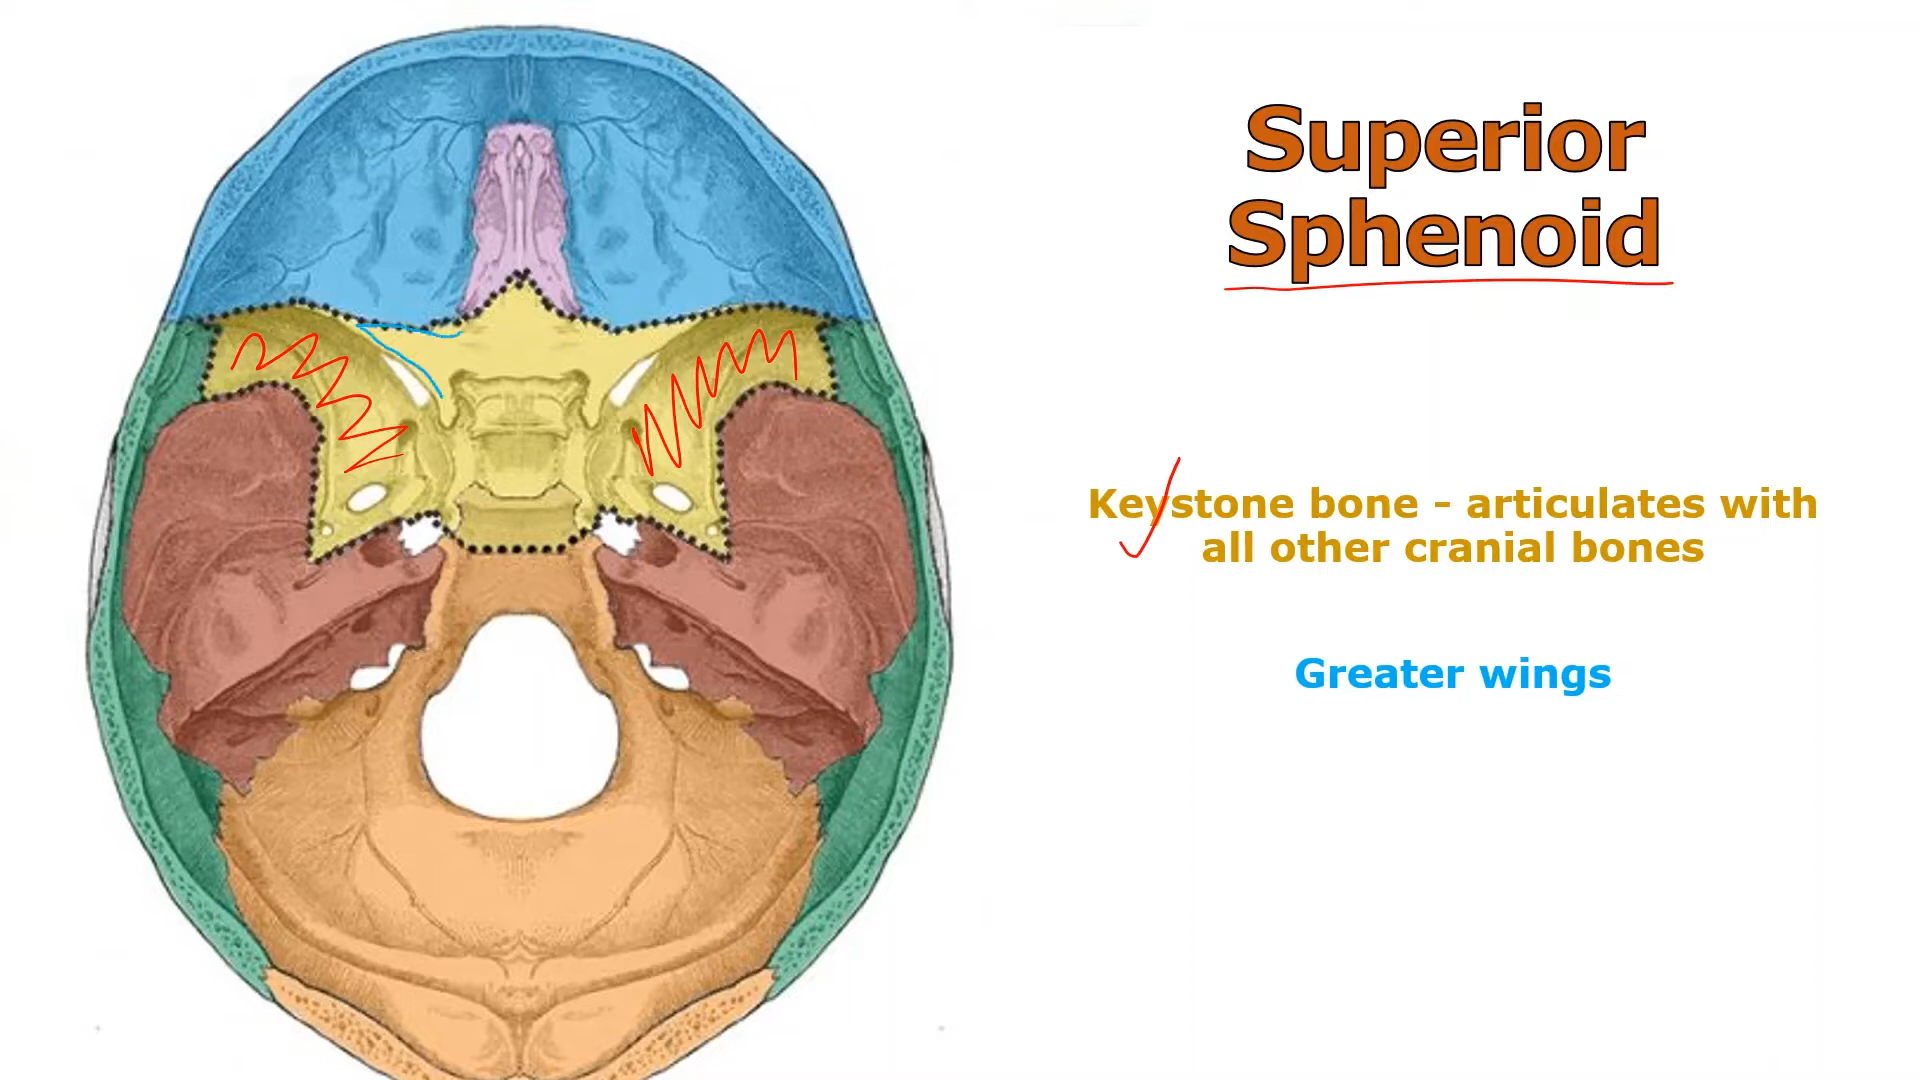 Superior
Sphenoid
Keystone bone - articulates with
all other cranial bones
Greater wings